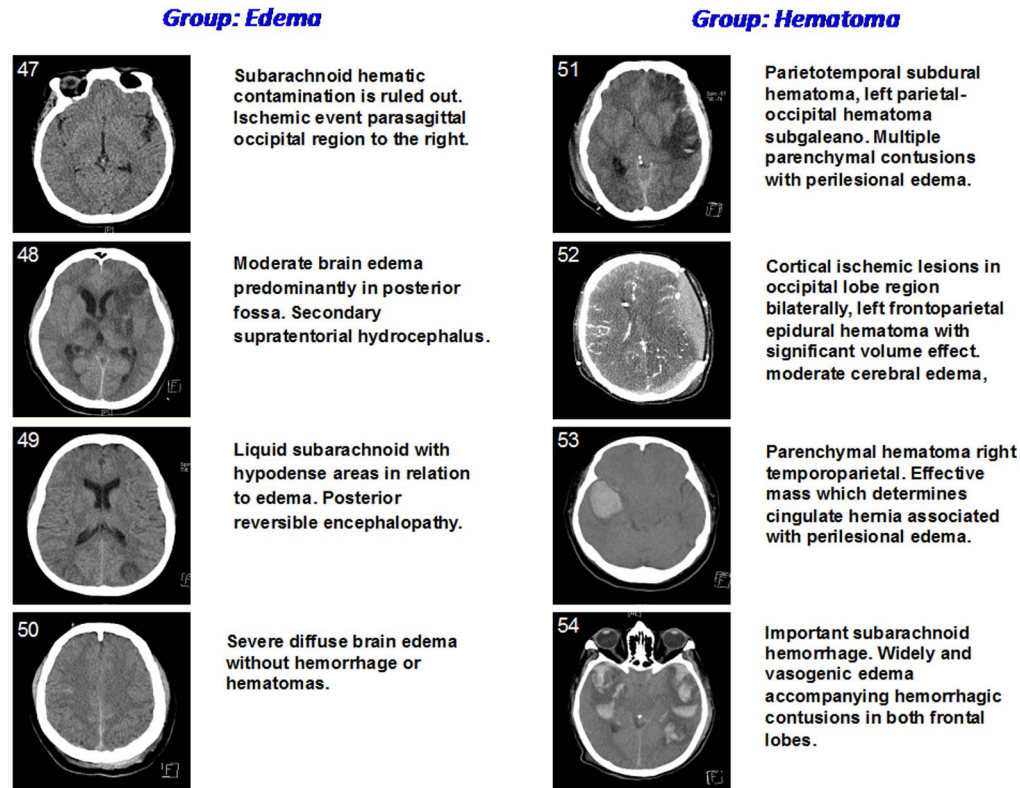 Group: Edema
47
Subarachnoid hematic
contamination is ruled out.
Ischemic event parasagittal
occipital region to the right.
48
Moderate brain edema
predominantly in posterior
fossa. Secondary
supratentorial hydrocephalus.
F
49
Liquid subarachnoid with
hypodense areas in relation
to edema. Posterior
reversible encephalopathy.
50
Severe diffuse brain edema
without hemorrhage or
hematomas.
F
Group: Hematoma
51
Parietotemporal subdural
hematoma, left parietal-
occipital hematoma
subgaleano. Multiple
parenchymal contusions
with perilesional edema.
F
52
Cortical ischemic lesions in
occipital lobe region
bilaterally, left frontoparietal
epidural hematoma with
significant volume effect.
moderate cerebral edema,
53
Parenchymal hematoma right
temporoparietal. Effective
mass which determines
cingulate hernia associated
with perilesional edema.
F
54
Important subarachnoid
hemorrhage. Widely and
vasogenic edema
accompanying hemorrhagic
contusions in both frontal
lobes.
F